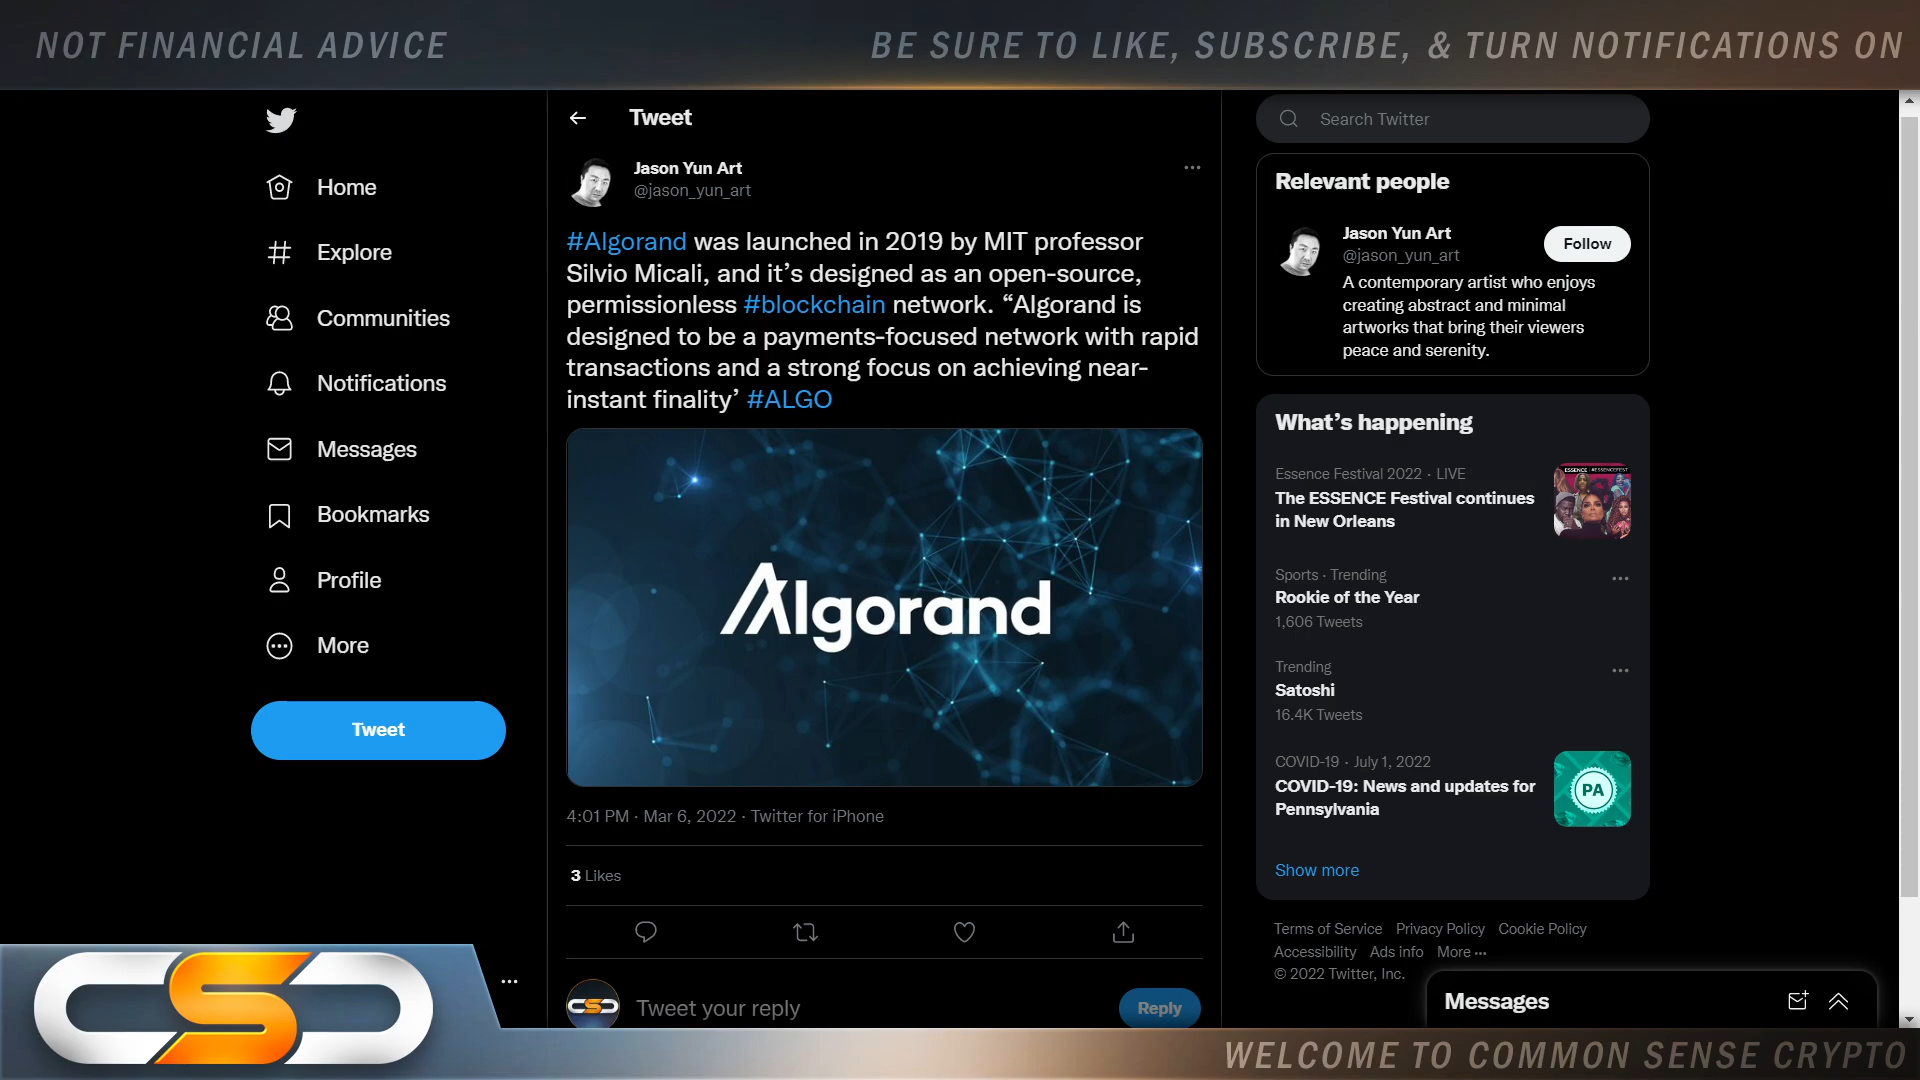 NOT FINANCIAL ADVICE
BE SURE TO LIKE, SUBSCRIBE, & TURN NOTIFICATIONS ON
Home
Explore
Communities
Notifications
Messages
Bookmarks
Profile
More
Tweet
Tweet
Jason Yun Art
@jason_yun_art
#Algorand was launched in 2019 by MIT professor
Silvio Micali, and it’s designed as an open-source,
permissionless #blockchain network. “Algorand is
designed to be a payments-focused network with rapid
transactions and a strong focus on achieving near-
instant finality’ #ALGO
Algorand
4:01 PM · Mar 6, 2022 · Twitter for iPhone
3 Likes
Tweet your reply
Reply
Search Twitter
Relevant people
Jason Yun Art
@jason_yun_art
Follow
A contemporary artist who enjoys
creating abstract and minimal
artworks that bring their viewers
peace and serenity.
What’s happening
Essence Festival 2022 · LIVE
The ESSENCE Festival continues
in New Orleans
ESSENCE #ESSENCEFEST
Sports · Trending
Rookie of the Year
1,606 Tweets
Trending
Satoshi
16.4K Tweets
COVID-19 · July 1, 2022
COVID-19: News and updates for
Pennsylvania
PA
Show more
Terms of Service Privacy Policy Cookie Policy
Accessibility Ads info More ···
© 2022 Twitter, Inc.
Messages
CSC
WELCOME TO COMMON SENSE CRYPTO